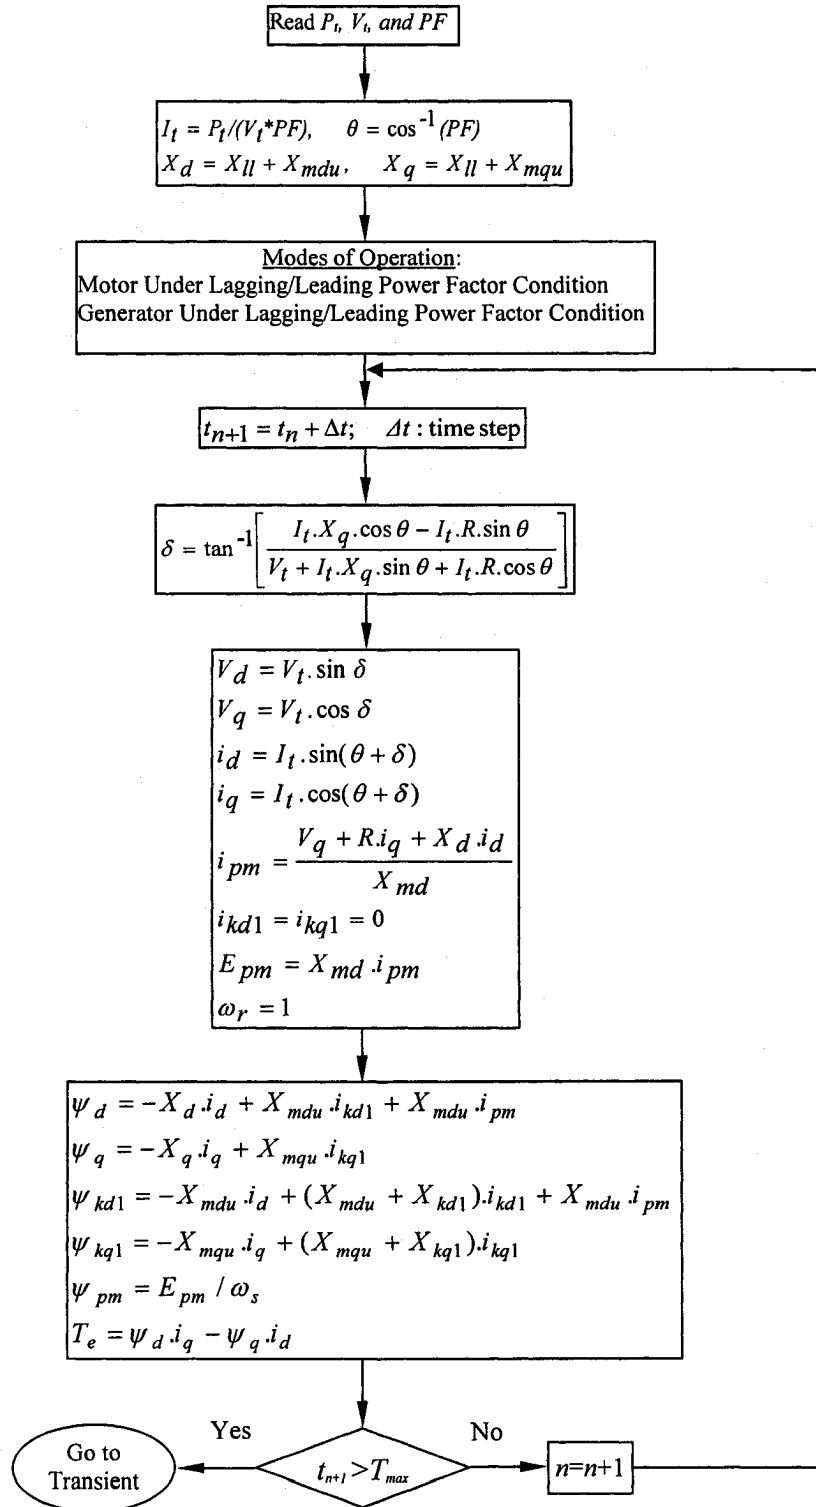 Read P_t, V_t, and PF
I_t = P_t/(V_t*PF), θ = cos^-1 (PF)
X_d = X_ll + X_mdu, X_q = X_ll + X_mqu
Modes of Operation:
Motor Under Lagging/Leading Power Factor Condition
Generator Under Lagging/Leading Power Factor Condition
t_n+1 = t_n + Δt; Δt : time step
δ = tan^-1 [ (I_t.X_q.cos θ − I_t.R.sin θ) / (V_t + I_t.X_q.sin θ + I_t.R.cos θ) ]
V_d = V_t.sin δ
V_q = V_t.cos δ
i_d = I_t.sin(θ + δ)
i_q = I_t.cos(θ + δ)
i_pm = (V_q + R.i_q + X_d.i_d) / X_md
i_kd1 = i_kq1 = 0
E_pm = X_md.i_pm
ω_r = 1
ψ_d = −X_d.i_d + X_mdu.i_kd1 + X_mdu.i_pm
ψ_q = −X_q.i_q + X_mqu.i_kq1
ψ_kd1 = −X_mdu.i_d + (X_mdu + X_kd1).i_kd1 + X_mdu.i_pm
ψ_kq1 = −X_mqu.i_q + (X_mqu + X_kq1).i_kq1
ψ_pm = E_pm / ω_s
T_e = ψ_d.i_q − ψ_q.i_d
Yes
No
Go to
Transient
t_n+1 > T_max
n=n+1